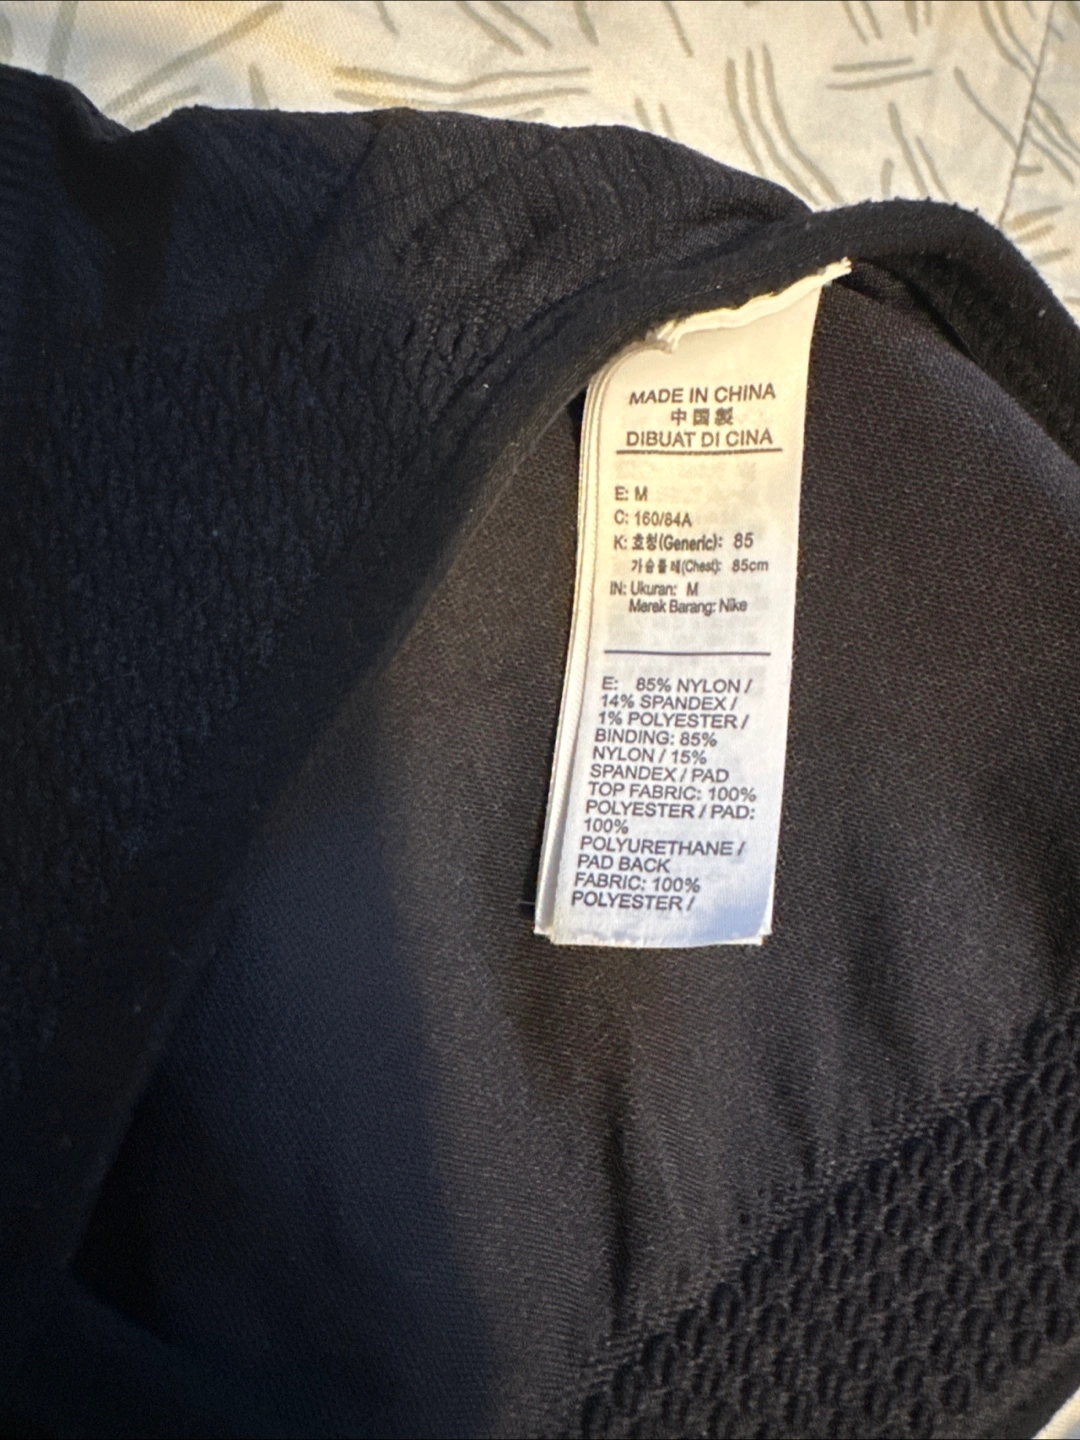 MADE IN CHINA
中国製
DIBUAT DI CINA
E: M
C: 160/84A
K: 호칭(Generic): 85
가슴둘레(Chest): 85cm
IN: Ukuran: M
Merek Barang: Nike
E: 85% NYLON /
14% SPANDEX /
1% POLYESTER /
BINDING: 85%
NYLON / 15%
SPANDEX / PAD
TOP FABRIC: 100%
POLYESTER / PAD:
100%
POLYURETHANE /
PAD BACK
FABRIC: 100%
POLYESTER /